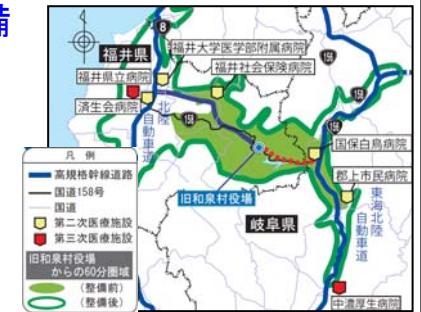 備
8
福井県
福井大学医学部附属病院
福井県立病院
福井社会保険病院
156
158
済生会病院
北陸自動車道
158
156
国保白鳥病院
郡上市民病院
旧和泉村役場
岐阜県
東海北陸自動車道
中濃厚生病院
凡 例
高規格幹線道路
国道158号
国道
第二次医療施設
第三次医療施設
旧和泉村役場
からの60分圏域
(整備前)
(整備後)